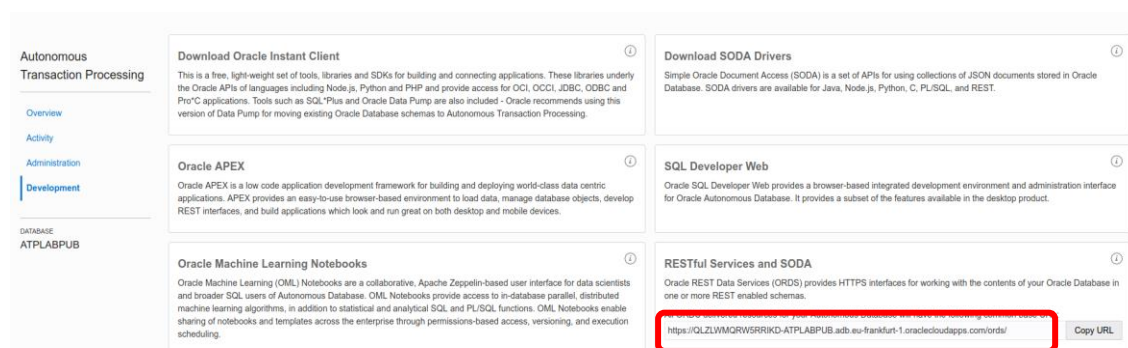 Autonomous
Transaction Processing
Overview
Activity
Administration
Development
DATABASE
ATPLABPUB
Download Oracle Instant Client
This is a free, light-weight set of tools, libraries and SDKs for building and connecting applications. These libraries underly
the Oracle APIs of languages including Node.js, Python and PHP and provide access for OCI, OCCI, JDBC, ODBC and
Pro*C applications. Tools such as SQL*Plus and Oracle Data Pump are also included - Oracle recommends using this
version of Data Pump for moving existing Oracle Database schemas to Autonomous Transaction Processing.
Download SODA Drivers
Simple Oracle Document Access (SODA) is a set of APIs for using collections of JSON documents stored in Oracle
Database. SODA drivers are available for Java, Node.js, Python, C, PL/SQL, and REST.
Oracle APEX
Oracle APEX is a low code application development framework for building and deploying world-class data centric
applications. APEX provides an easy-to-use browser-based environment to load data, manage database objects, develop
REST interfaces, and build applications which look and run great on both desktop and mobile devices.
SQL Developer Web
Oracle SQL Developer Web provides a browser-based integrated development environment and administration interface
for Oracle Autonomous Database. It provides a subset of the features available in the desktop product.
Oracle Machine Learning Notebooks
Oracle Machine Learning (OML) Notebooks are a collaborative, Apache Zeppelin-based user interface for data scientists
and broader SQL users of Autonomous Database. OML Notebooks provide access to in-database parallel, distributed
machine learning algorithms, in addition to statistical and analytical SQL and PL/SQL functions. OML Notebooks enable
sharing of notebooks and templates across the enterprise through permissions-based access, versioning, and execution
scheduling.
RESTful Services and SODA
Oracle REST Data Services (ORDS) provides HTTPS interfaces for working with the contents of your Oracle Database in
one or more REST enabled schemas.
for your Autonomous Database will have the following common base
https://QLZLWMQRW5RRIKD-ATPLABPUB.adb.eu-frankfurt-1.oraclecloudapps.com/ords/
Copy URL